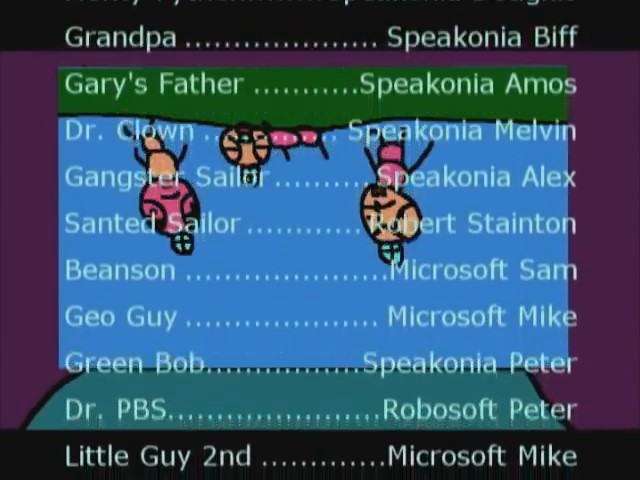 Grandpa .................... Speakonia Biff
Gary's Father ...........Speakonia Amos
Dr. Clown .............. Speakonia Melvin
Gangster Sailor ..........Speakonia Alex
Santed Sailor ............Robert Stainton
Beanson .....................Microsoft Sam
Geo Guy .................... Microsoft Mike
Green Bob................Speakonia Peter
Dr. PBS......................Robosoft Peter
Little Guy 2nd .............Microsoft Mike